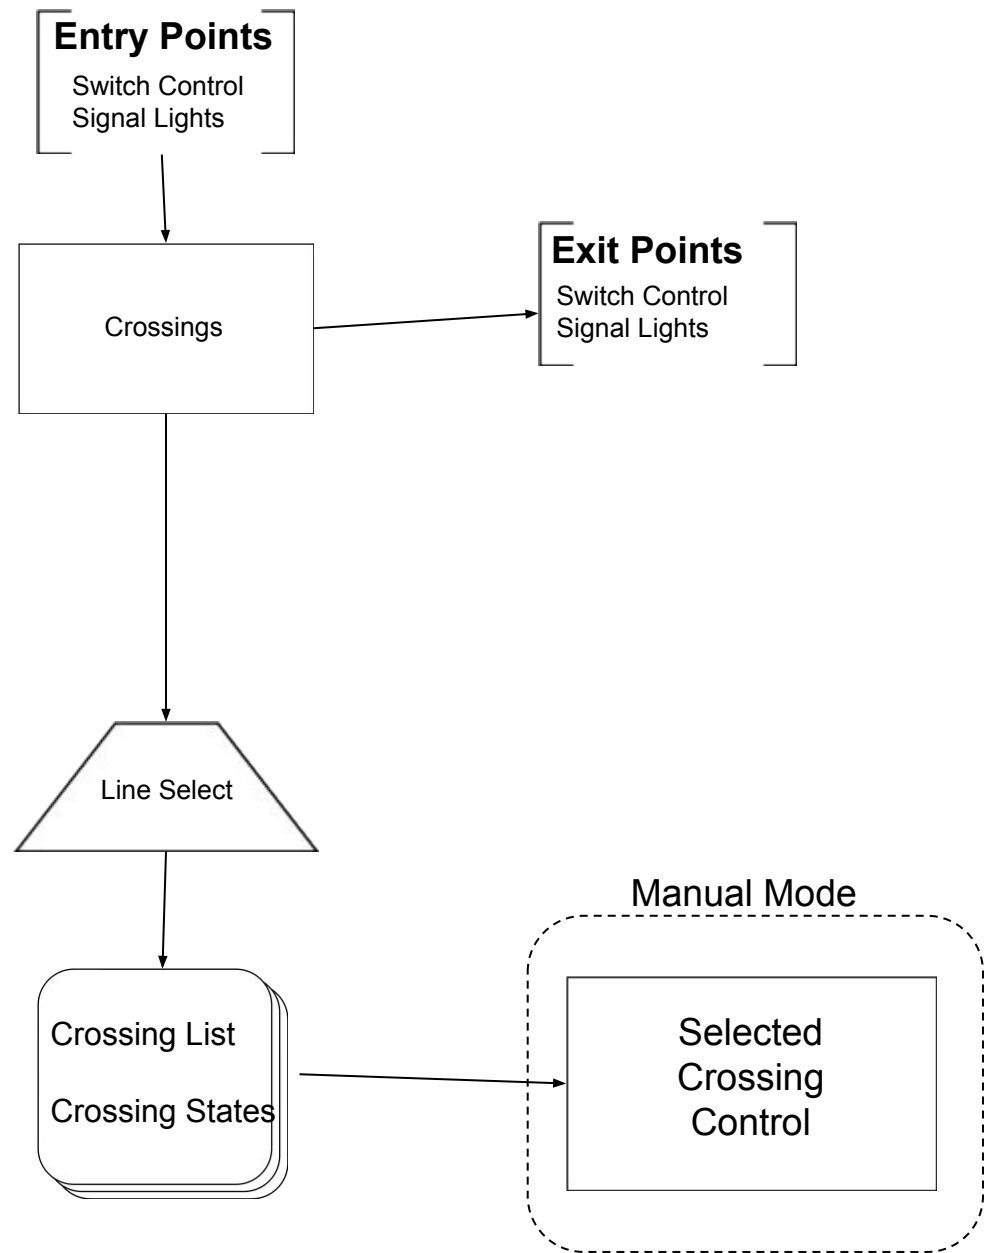 Entry Points
Switch Control
Signal Lights
Crossings
Exit Points
Switch Control
Signal Lights
Line Select
Manual Mode
Crossing List
Crossing States
Selected
Crossing
Control